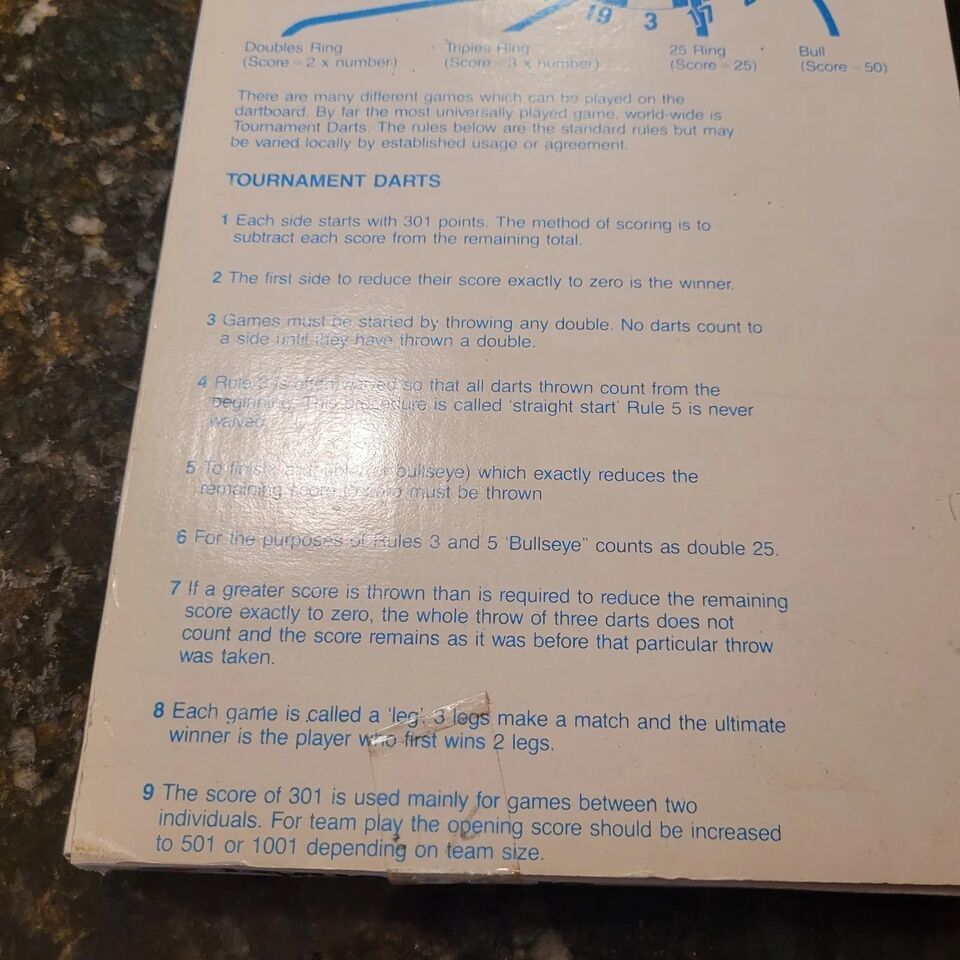 19 3 17
Doubles Ring
(Score = 2 x number)
Triples Ring
(Score = 3 x number)
25 Ring
(Score = 25)
Bull
(Score = 50)
There are many different games which can be played on the
dartboard. By far the most universally played game, world-wide is
Tournament Darts. The rules below are the standard rules but may
be varied locally by established usage or agreement.
TOURNAMENT DARTS
1 Each side starts with 301 points. The method of scoring is to
subtract each score from the remaining total.
2 The first side to reduce their score exactly to zero is the winner.
3 Games must be started by throwing any double. No darts count to
a side until they have thrown a double.
4 Rule 3 is often waived so that all darts thrown count from the
beginning. This procedure is called 'straight start' Rule 5 is never
waived
5 To finish, a double (or bullseye) which exactly reduces the
remaining score to zero must be thrown
6 For the purposes of Rules 3 and 5 'Bullseye" counts as double 25.
7 If a greater score is thrown than is required to reduce the remaining
score exactly to zero, the whole throw of three darts does not
count and the score remains as it was before that particular throw
was taken.
8 Each game is called a 'leg'. 3 legs make a match and the ultimate
winner is the player who first wins 2 legs.
9 The score of 301 is used mainly for games between two
individuals. For team play the opening score should be increased
to 501 or 1001 depending on team size.